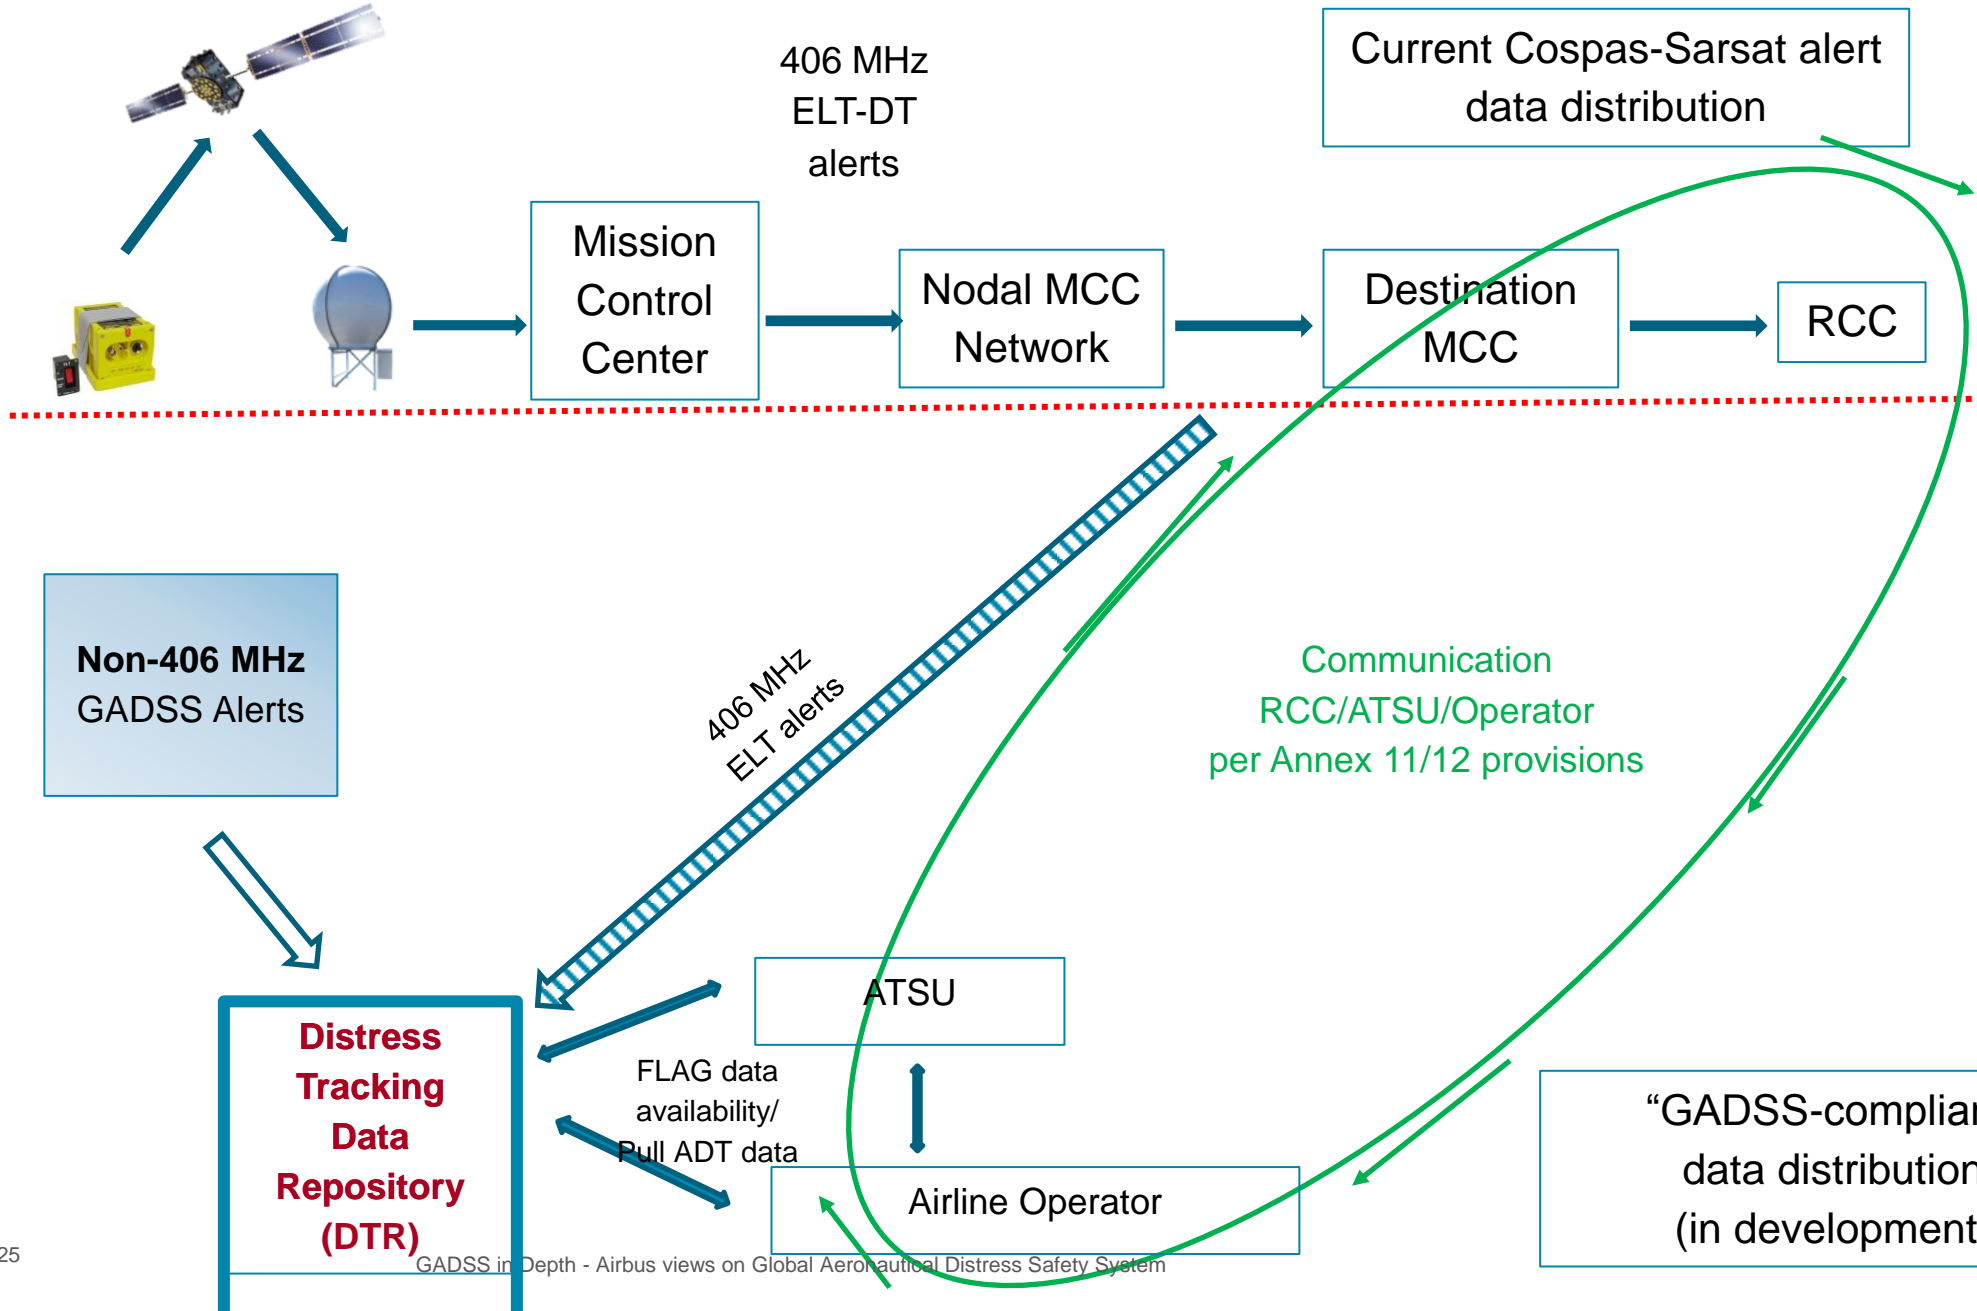 406 MHz
ELT-DT
alerts
Current Cospas-Sarsat alert
data distribution
Mission
Control
Center
Nodal MCC
Network
Destination
MCC
RCC
Non-406 MHz
GADSS Alerts
406 MHz
ELT alerts
Communication
RCC/ATSU/Operator
per Annex 11/12 provisions
Distress
Tracking
Data
Repository
(DTR)
ATSU
FLAG data
availability/
Pull ADT data
Airline Operator
“GADSS-complian
data distribution
(in development
25
GADSS in Depth - Airbus views on Global Aeronautical Distress Safety System